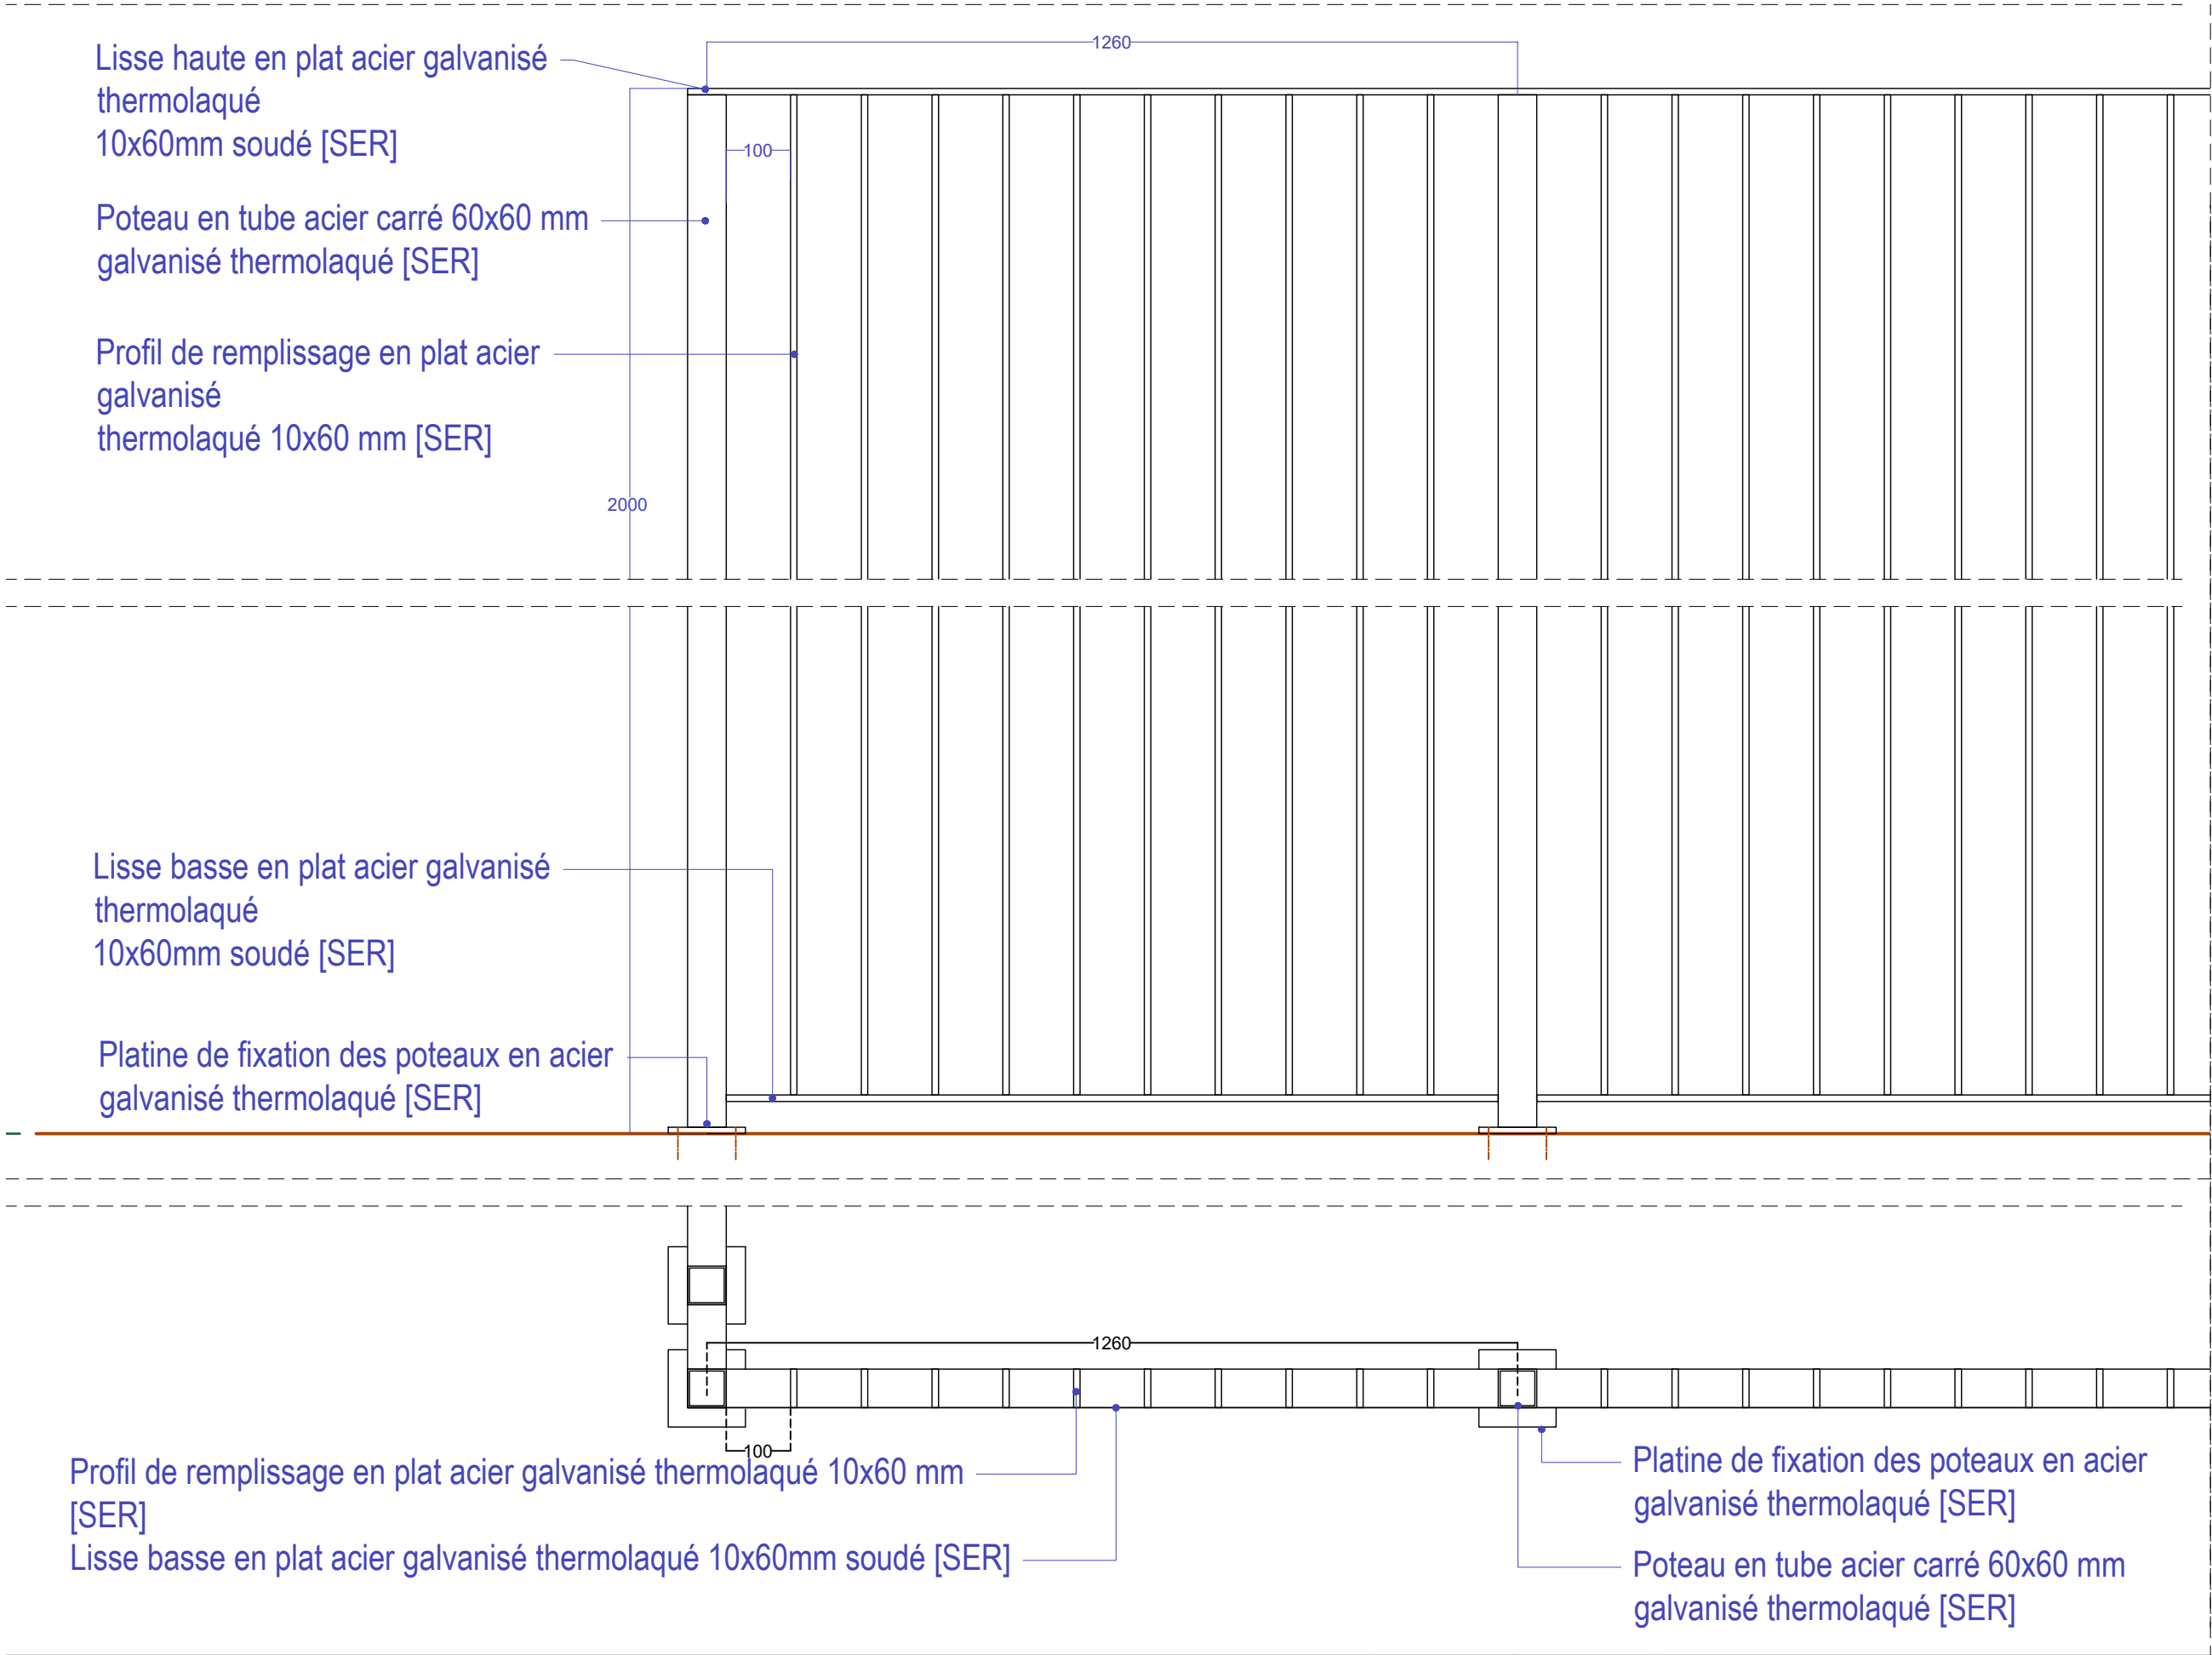 1260
Lisse haute en plat acier galvanisé
thermolaqué
10x60mm soudé [SER]
100
Poteau en tube acier carré 60x60 mm
galvanisé thermolaqué [SER]
Profil de remplissage en plat acier
galvanisé
thermolaqué 10x60 mm [SER]
2000
Lisse basse en plat acier galvanisé
thermolaqué
10x60mm soudé [SER]
Platine de fixation des poteaux en acier
galvanisé thermolaqué [SER]
1260
100
Profil de remplissage en plat acier galvanisé thermolaqué 10x60 mm
[SER]
Lisse basse en plat acier galvanisé thermolaqué 10x60mm soudé [SER]
Platine de fixation des poteaux en acier
galvanisé thermolaqué [SER]
Poteau en tube acier carré 60x60 mm
galvanisé thermolaqué [SER]